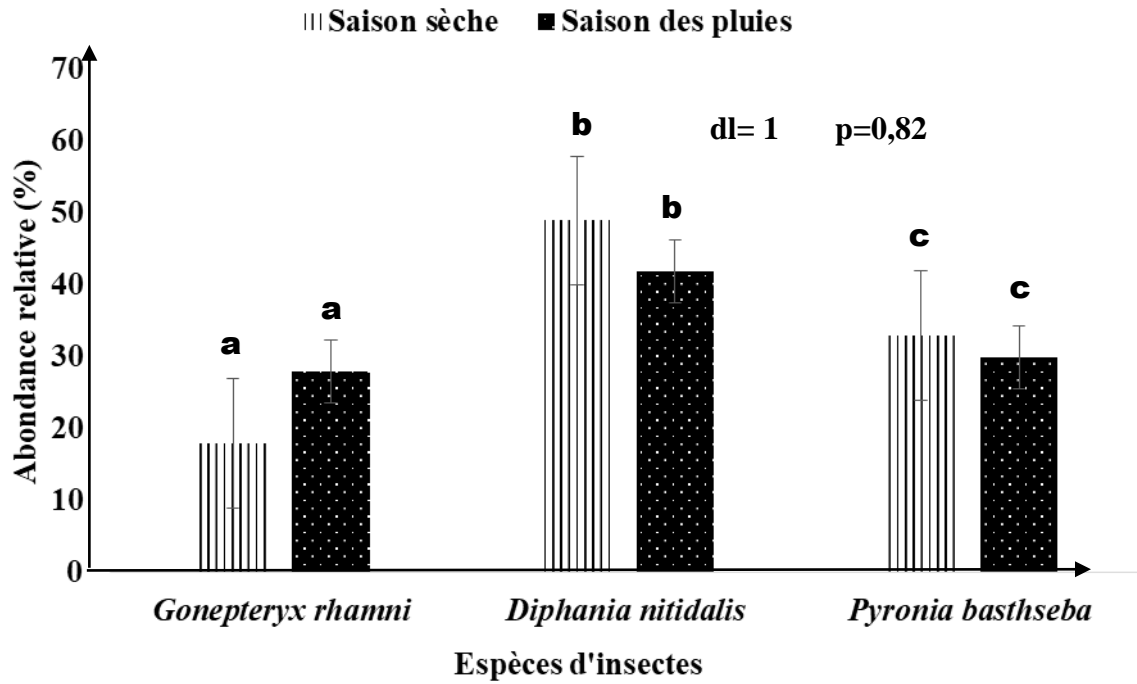 Saison sèche Saison des pluies
70
60
50
40
30
20
10
0
Abondance relative (%)
dl= 1 p=0,82
a
a
b
b
c
c
Gonepteryx rhamni Diphania nitidalis Pyronia basthseba
Espèces d'insectes